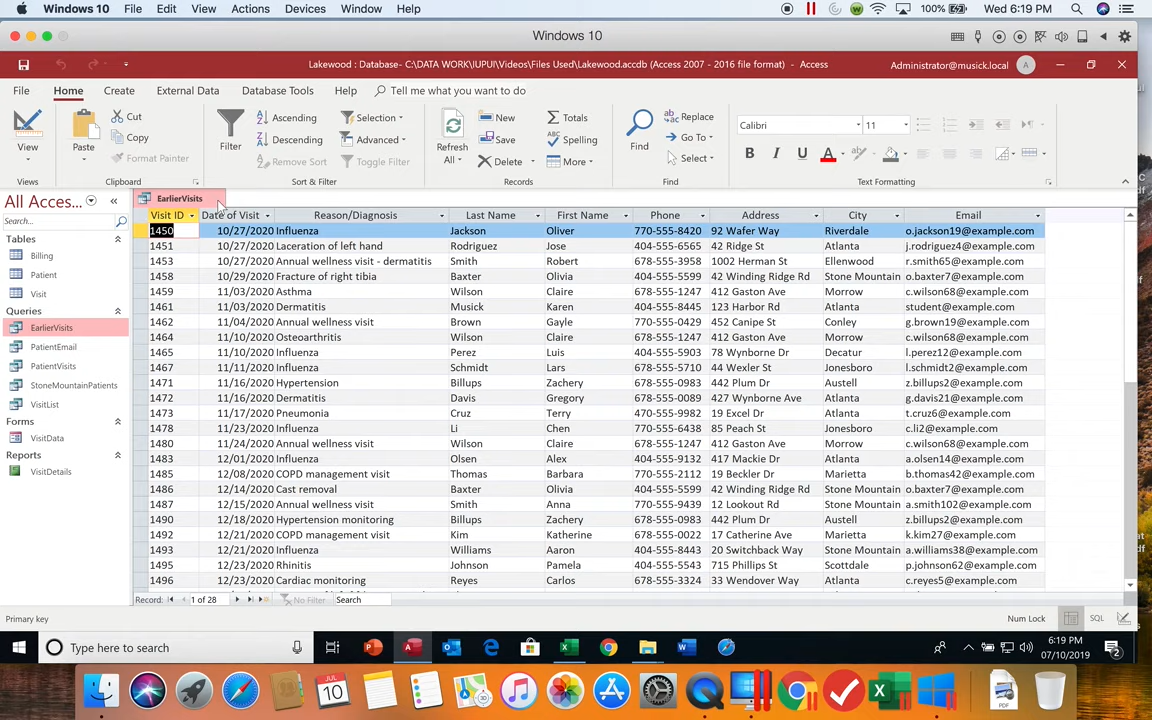 Windows 10 File Edit View Actions Devices Window Help 100% Wed 6:19 PM
Windows 10
Lakewood : Database- C:\DATA WORK\IUPUI\Videos\Files Used\Lakewood.accdb (Access 2007 - 2016 file format) - Access Administrator@musick.local A
File Home Create External Data Database Tools Help Tell me what you want to do
View
Views
Paste
Cut
Copy
Format Painter
Clipboard
Filter
Ascending
Descending
Remove Sort
Selection
Advanced
Toggle Filter
Sort & Filter
Refresh
All
New
Save
Delete
Totals
Spelling
More
Records
Find
Replace
Go To
Select
Find
Calibri 11
B I U A
Text Formatting
All Acces...
Search...
Tables
Billing
Patient
Visit
Queries
EarlierVisits
PatientEmail
PatientVisits
StoneMountainPatients
VisitList
Forms
VisitData
Reports
VisitDetails
EarlierVisits
Visit ID Date of Visit Reason/Diagnosis Last Name First Name Phone Address City Email
1450 10/27/2020 Influenza Jackson Oliver 770-555-8420 92 Wafer Way Riverdale o.jackson19@example.com
1451 10/27/2020 Laceration of left hand Rodriguez Jose 404-555-6565 42 Ridge St Atlanta j.rodriguez4@example.com
1453 10/27/2020 Annual wellness visit - dermatitis Smith Robert 678-555-3958 1002 Herman St Ellenwood r.smith65@example.com
1458 10/29/2020 Fracture of right tibia Baxter Olivia 404-555-5599 42 Winding Ridge Rd Stone Mountain o.baxter7@example.com
1459 11/03/2020 Asthma Wilson Claire 678-555-1247 412 Gaston Ave Morrow c.wilson68@example.com
1461 11/03/2020 Dermatitis Musick Karen 404-555-8445 123 Harbor Rd Atlanta student@example.com
1462 11/04/2020 Annual wellness visit Brown Gayle 770-555-0429 452 Canipe St Conley g.brown19@example.com
1464 11/10/2020 Osteoarthritis Wilson Claire 678-555-1247 412 Gaston Ave Morrow c.wilson68@example.com
1465 11/10/2020 Influenza Perez Luis 404-555-5903 78 Wynborne Dr Decatur l.perez12@example.com
1467 11/11/2020 Influenza Schmidt Lars 770-555-5710 44 Wexler St Jonesboro l.schmidt2@example.com
1471 11/16/2020 Hypertension Billups Zachery 678-555-0983 442 Plum Dr Austell z.billups2@example.com
1472 11/16/2020 Dermatitis Davis Gregory 678-555-0089 427 Wynborne Ave Atlanta g.davis21@example.com
1473 11/17/2020 Pneumonia Cruz Terry 470-555-9982 19 Excel Dr Atlanta t.cruz6@example.com
1478 11/23/2020 Influenza Li Chen 678-555-6438 85 Peach St Jonesboro c.li2@example.com
1480 11/24/2020 Annual wellness visit Wilson Claire 678-555-1247 412 Gaston Ave Morrow c.wilson68@example.com
1483 12/01/2020 Influenza Olsen Alex 404-555-9132 417 Mackie Dr Atlanta a.olsen14@example.com
1485 12/08/2020 COPD management visit Thomas Barbara 770-555-2112 19 Beckler Dr Marietta b.thomas42@example.com
1486 12/14/2020 Cast removal Baxter Olivia 404-555-5599 42 Winding Ridge Rd Stone Mountain o.baxter7@example.com
1487 12/15/2020 Annual wellness visit Smith Anna 770-555-9439 12 Lookout Rd Stone Mountain a.smith102@example.com
1490 12/18/2020 Hypertension monitoring Billups Zachery 678-555-0983 442 Plum Dr Austell z.billups2@example.com
1492 12/21/2020 COPD management visit Kim Katherine 678-555-0022 17 Catherine Ave Marietta k.kim27@example.com
1493 12/21/2020 Influenza Williams Aaron 404-555-8443 20 Switchback Way Stone Mountain a.williams38@example.com
1495 12/23/2020 Rhinitis Johnson Pamela 404-555-5543 715 Phillips St Scottdale p.johnson62@example.com
1496 12/23/2020 Cardiac monitoring Reyes Carlos 678-555-3324 33 Wendover Way Atlanta c.reyes5@example.com
Record: 1 of 28 No Filter Search
Primary key Num Lock SQL
Type here to search 6:19 PM
07/10/2019 2
JUL
10
PDF